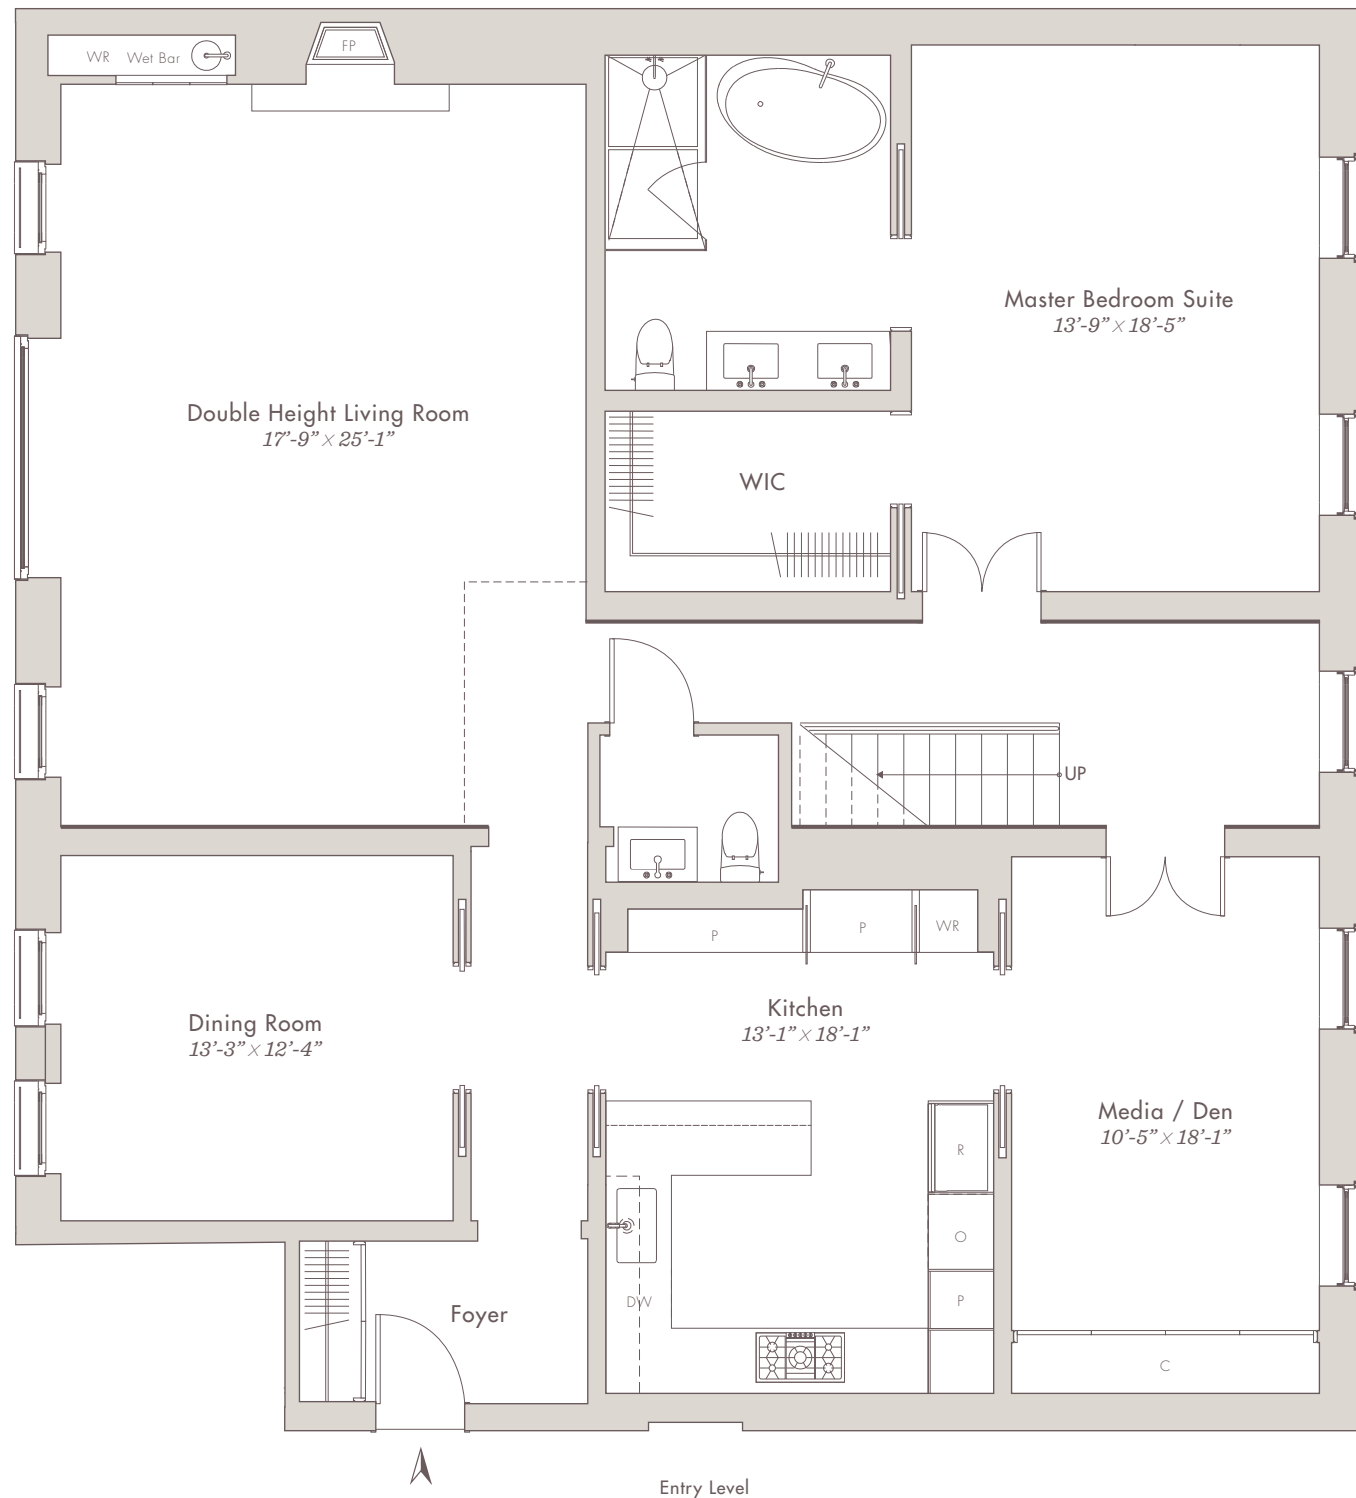 WR Wet Bar
FP
Master Bedroom Suite
13'-9" × 18'-5"
Double Height Living Room
17'-9" × 25'-1"
WIC
UP
P
P
WR
Kitchen
13'-1" × 18'-1"
Dining Room
13'-3" × 12'-4"
Media / Den
10'-5" × 18'-1"
R
O
P
DW
Foyer
C
Entry Level